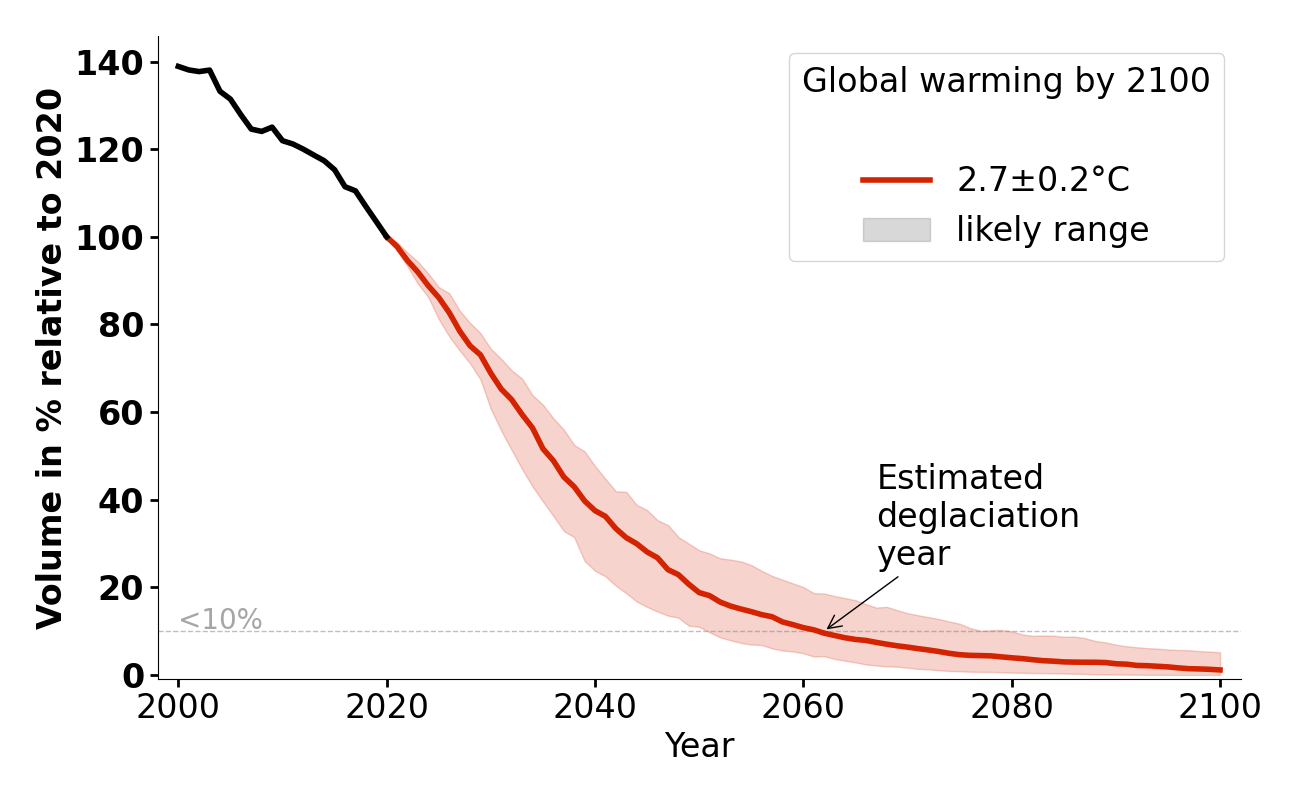 Volume in % relative to 2020
140
120
100
80
60
40
20
0
Global warming by 2100
2.7±0.2°C
likely range
Estimated
deglaciation
year
<10%
2000
2020
2040
2060
2080
2100
Year